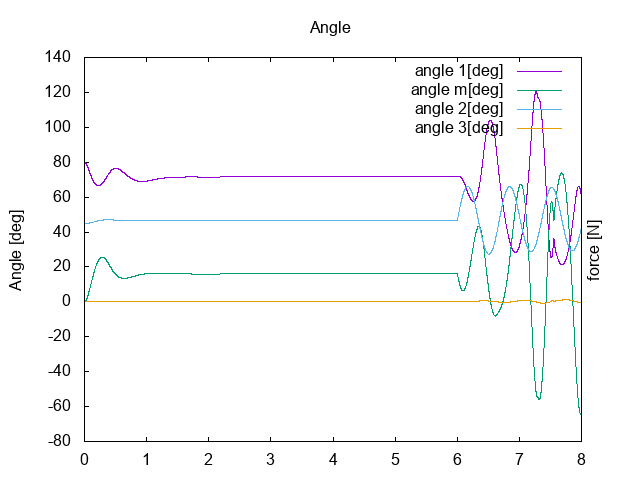 Angle
angle 1[deg]
angle m[deg]
angle 2[deg]
angle 3[deg]
140
120
100
80
60
40
20
0
-20
-40
-60
-80
Angle [deg]
force [N]
0 1 2 3 4 5 6 7 8